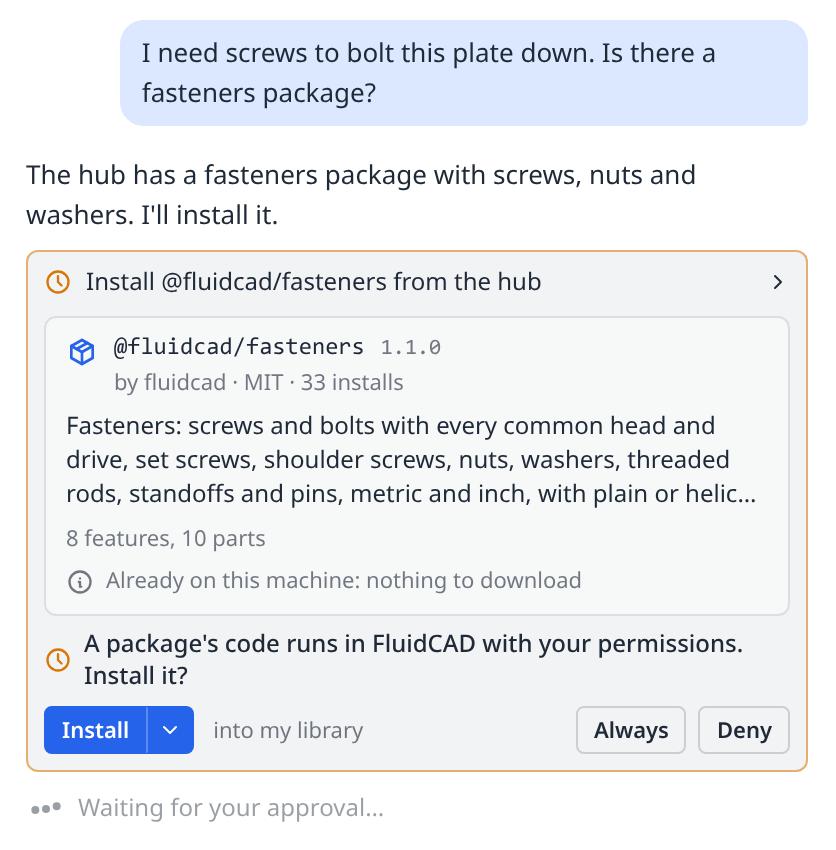 I need screws to bolt this plate down. Is there a
fasteners package?
The hub has a fasteners package with screws, nuts and
washers. I'll install it.
Install @fluidcad/fasteners from the hub
@fluidcad/fasteners 1.1.0
by fluidcad · MIT · 33 installs
Fasteners: screws and bolts with every common head and
drive, set screws, shoulder screws, nuts, washers, threaded
rods, standoffs and pins, metric and inch, with plain or helic...
8 features, 10 parts
Already on this machine: nothing to download
A package's code runs in FluidCAD with your permissions.
Install it?
Install into my library Always Deny
Waiting for your approval...